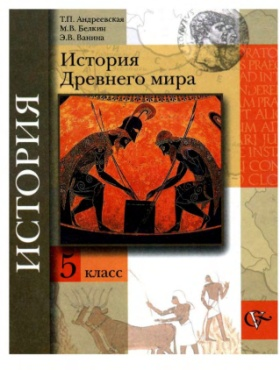 Т.П. Андреевская
М.В. Белкин
Э.В. Ванина
История
Древнего мира
ИСТОРИЯ
5 класс